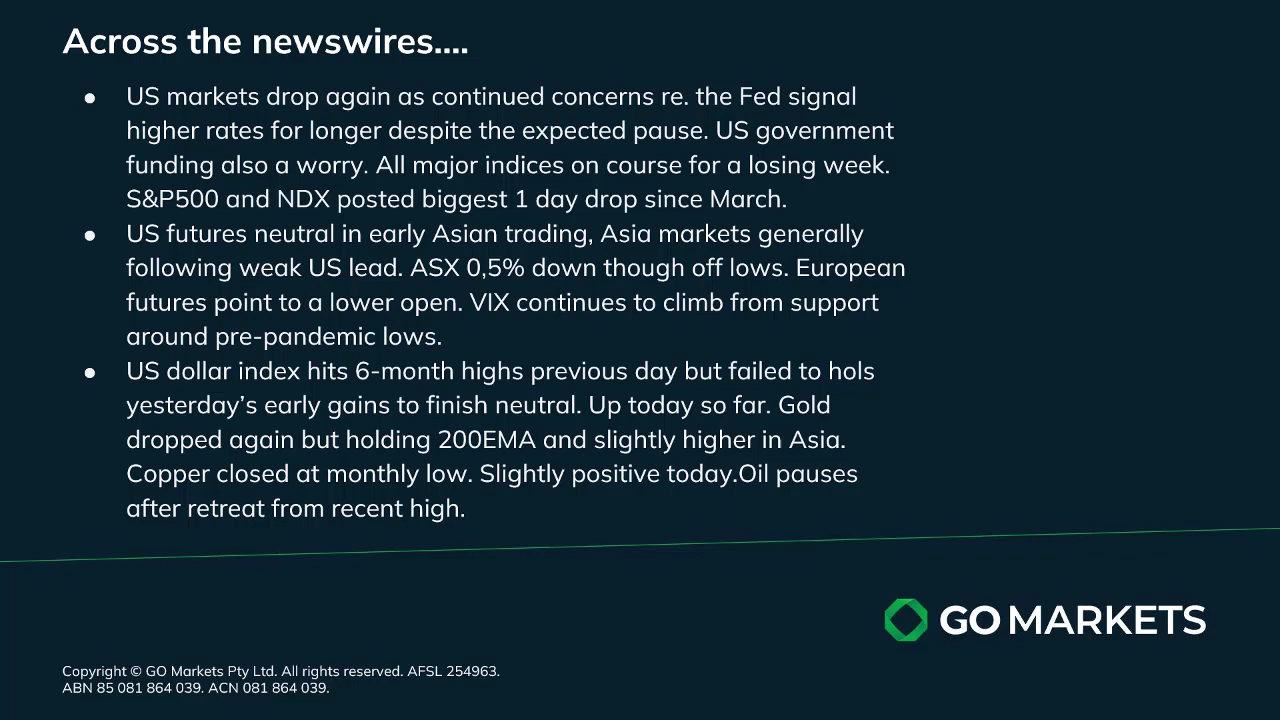 Across the newswires....
● US markets drop again as continued concerns re. the Fed signal
higher rates for longer despite the expected pause. US government
funding also a worry. All major indices on course for a losing week.
S&P500 and NDX posted biggest 1 day drop since March.
● US futures neutral in early Asian trading, Asia markets generally
following weak US lead. ASX 0,5% down though off lows. European
futures point to a lower open. VIX continues to climb from support
around pre-pandemic lows.
● US dollar index hits 6-month highs previous day but failed to hols
yesterday’s early gains to finish neutral. Up today so far. Gold
dropped again but holding 200EMA and slightly higher in Asia.
Copper closed at monthly low. Slightly positive today.Oil pauses
after retreat from recent high.
GO MARKETS
Copyright © GO Markets Pty Ltd. All rights reserved. AFSL 254963.
ABN 85 081 864 039. ACN 081 864 039.